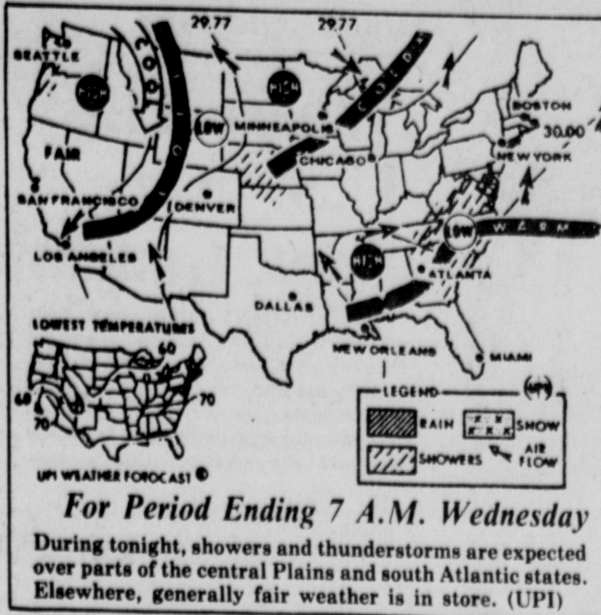 29.77 29.77
SEATTLE
COOL
COLD
HIGH
HIGH
LOW
MINNEAPOLIS
BOSTON
30.00
FAIR
CHICAGO
NEW YORK
SAN FRANCISCO
DENVER
LOW
WARM
LOS ANGELES
HIGH
ATLANTA
DALLAS
LOWEST TEMPERATURES
NEW ORLEANS
MIAMI
60
60
70
70
LEGEND
RAIN
SNOW
SHOWERS
AIR
FLOW
UPI WEATHER FOTOCAST
For Period Ending 7 A.M. Wednesday
During tonight, showers and thunderstorms are expected
over parts of the central Plains and south Atlantic states.
Elsewhere, generally fair weather is in store. (UPI)